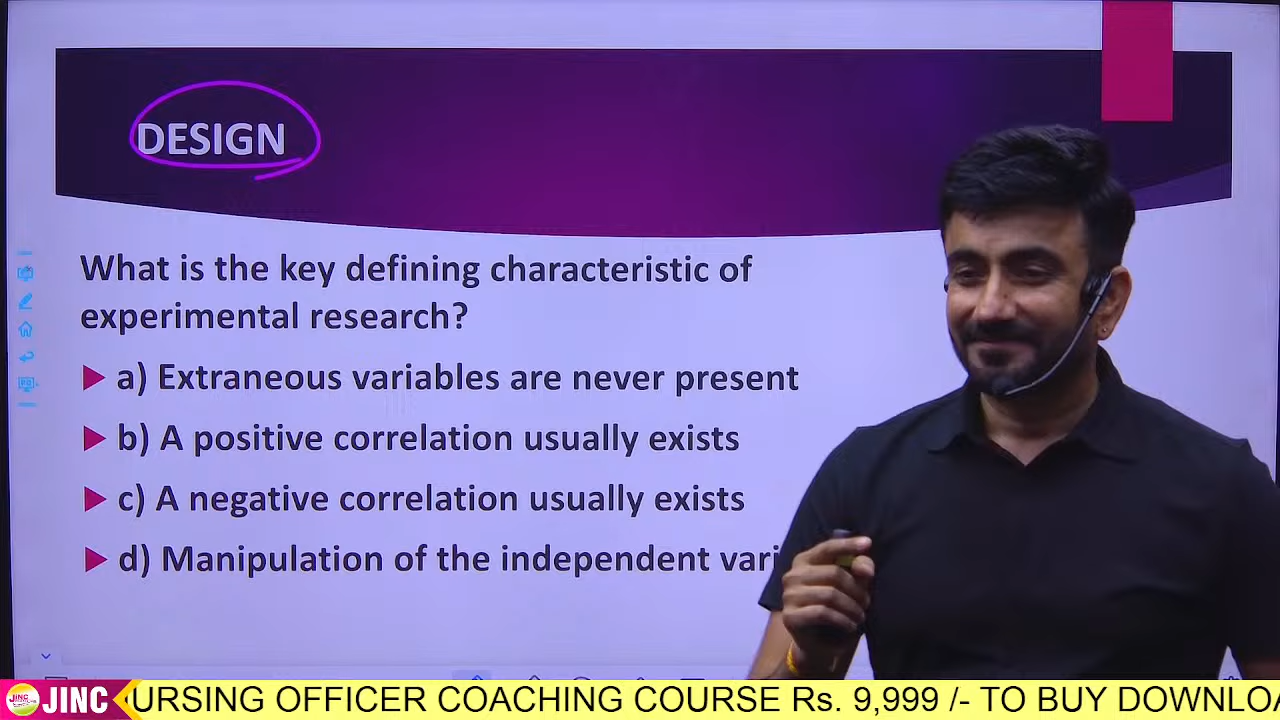 DESIGN
What is the key defining characteristic of
experimental research?
a) Extraneous variables are never present
b) A positive correlation usually exists
c) A negative correlation usually exists
d) Manipulation of the independent vari
JINC URSING OFFICER COACHING COURSE Rs. 9,999 /- TO BUY DOWNLOA